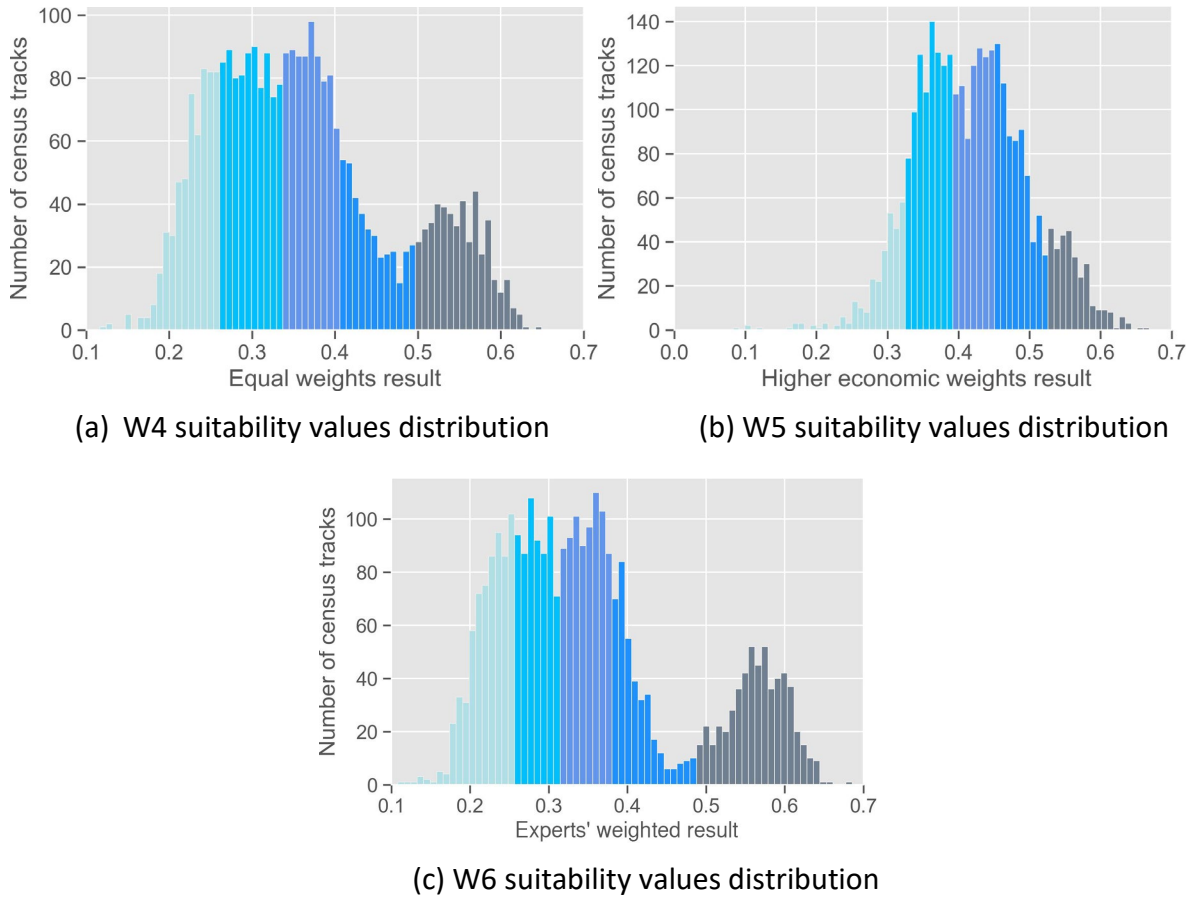 Number of census tracks
100
80
60
40
20
0
0.1 0.2 0.3 0.4 0.5 0.6 0.7
Equal weights result
(a) W4 suitability values distribution
Number of census tracks
140
120
100
80
60
40
20
0
0.0 0.1 0.2 0.3 0.4 0.5 0.6 0.7
Higher economic weights result
(b) W5 suitability values distribution
Number of census tracks
100
80
60
40
20
0
0.1 0.2 0.3 0.4 0.5 0.6 0.7
Experts' weighted result
(c) W6 suitability values distribution